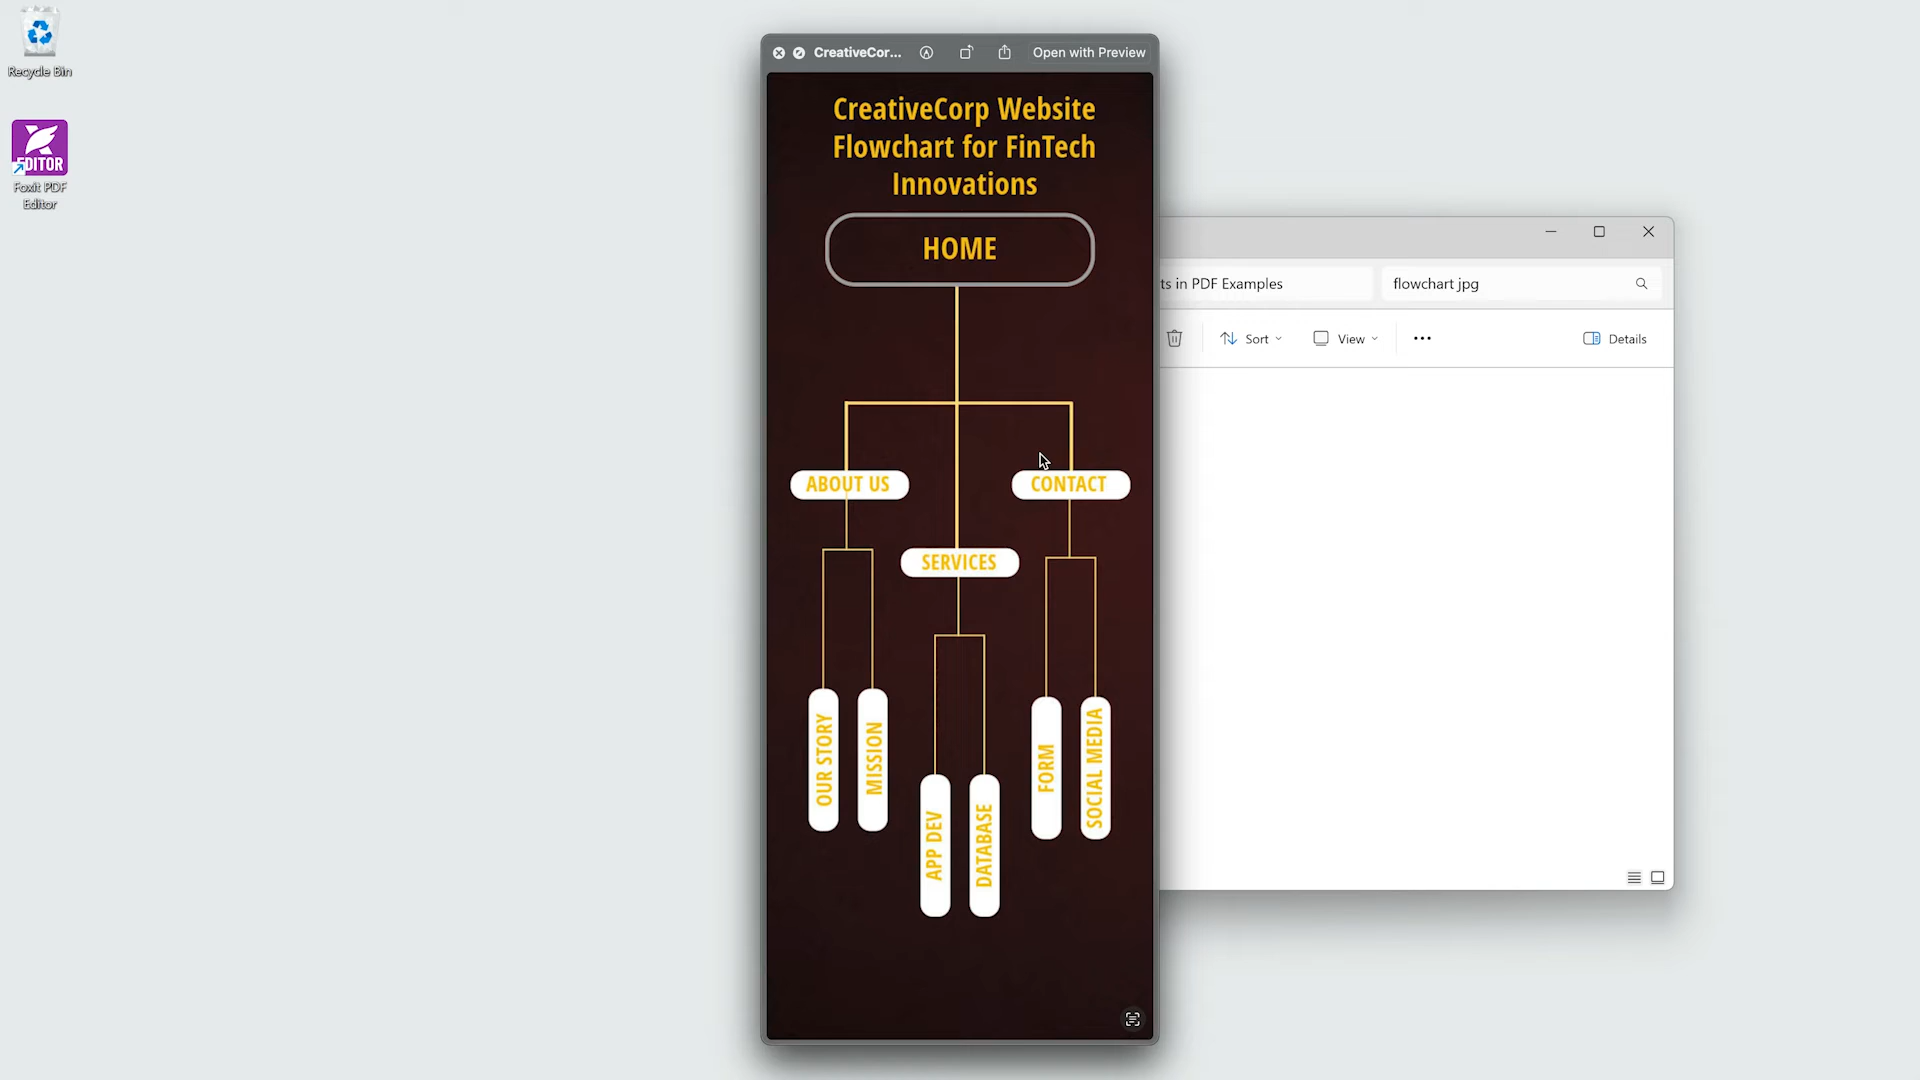 Recycle Bin
EDITOR
Foxit PDF
Editor
CreativeCor...
Open with Preview
CreativeCorp Website
Flowchart for FinTech
Innovations
HOME
ABOUT US
CONTACT
SERVICES
OUR STORY
MISSION
APP DEV
DATABASE
FORM
SOCIAL MEDIA
ts in PDF Examples
flowchart jpg
Sort
View
Details